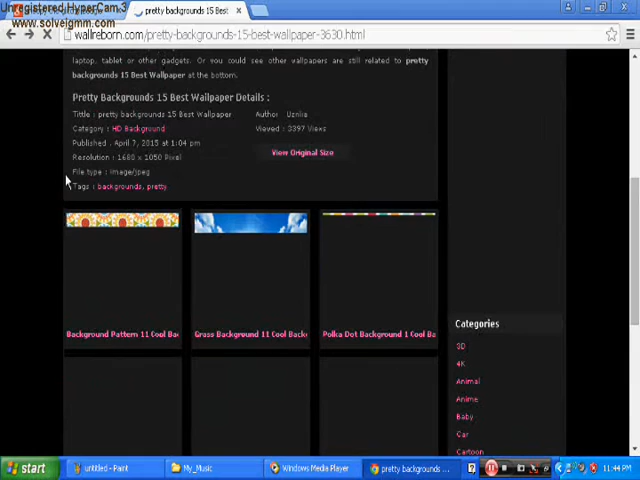 Unregistered HyperCam 3
www.solveigmm.com
pretty backgrounds 15 Best
wallreborn.com/pretty-backgrounds-15-best-wallpaper-3630.html
laptop, tablet or other gadgets. Or you could see other wallpapers are still related to pretty
backgrounds 15 Best Wallpaper at the bottom.
Pretty Backgrounds 15 Best Wallpaper Details :
Tittle : pretty backgrounds 15 Best Wallpaper
Category : HD Background
Published : April 7, 2015 at 1:04 pm
Resolution : 1680 x 1050 Pixel
File type : image/jpeg
Tags : backgrounds, pretty
Author : Uznika
Viewed : 3397 Views
View Original Size
Background Pattern 11 Cool Bac
Grass Background 11 Cool Back
Polka Dot Background 1 Cool Ba
Categories
3D
4K
Animal
Anime
Baby
Car
Cartoon
start
untitled - Paint
My_Music
Windows Media Player
pretty backgrounds ...
11:44 PM